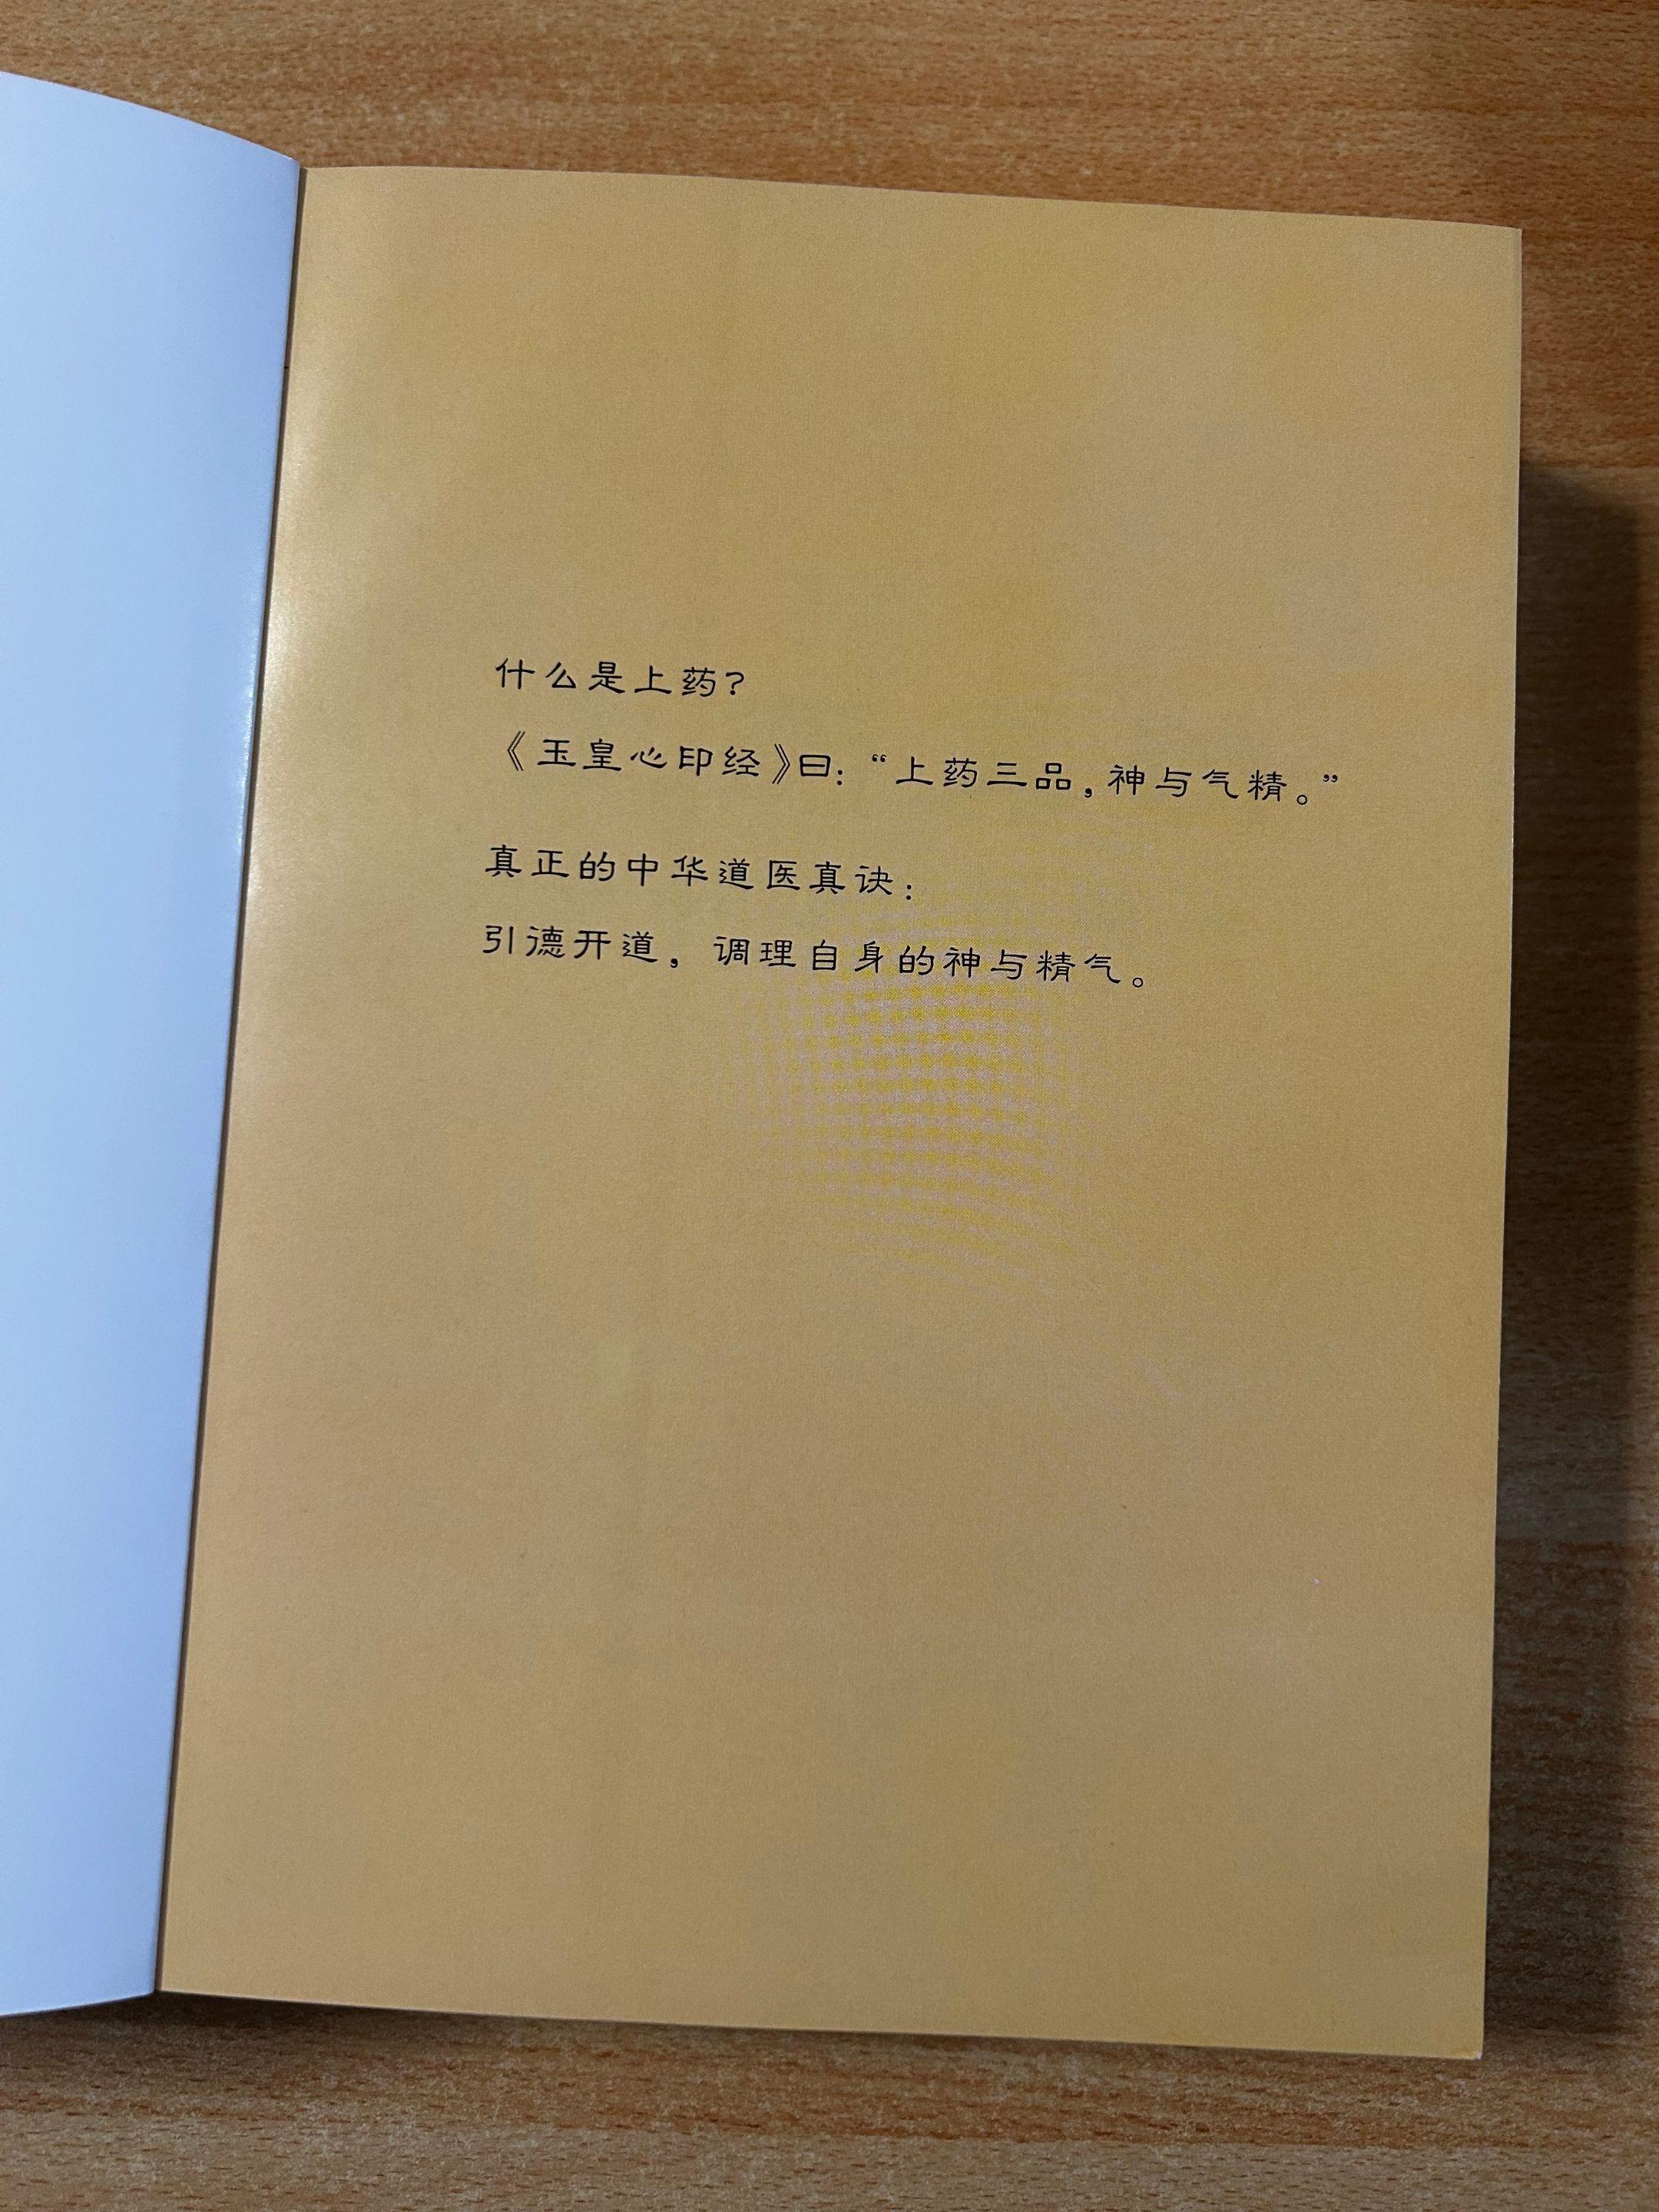 什么是上药?
《玉皇心印经》曰：“上药三品，神与气精。”
真正的中华道医真诀：
引德开道，调理自身的神与精气。